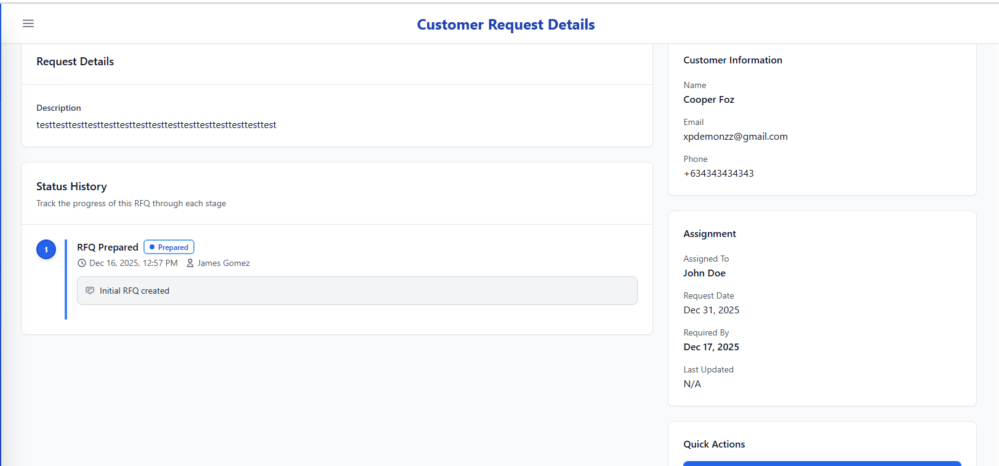 Customer Request Details
Request Details
Description
testtesttesttesttesttesttesttesttesttesttesttesttesttesttest
Status History
Track the progress of this RFQ through each stage
1
RFQ Prepared
Prepared
Dec 16, 2025, 12:57 PM
James Gomez
Initial RFQ created
Customer Information
Name
Cooper Foz
Email
xpdemonzz@gmail.com
Phone
+634343434343
Assignment
Assigned To
John Doe
Request Date
Dec 31, 2025
Required By
Dec 17, 2025
Last Updated
N/A
Quick Actions